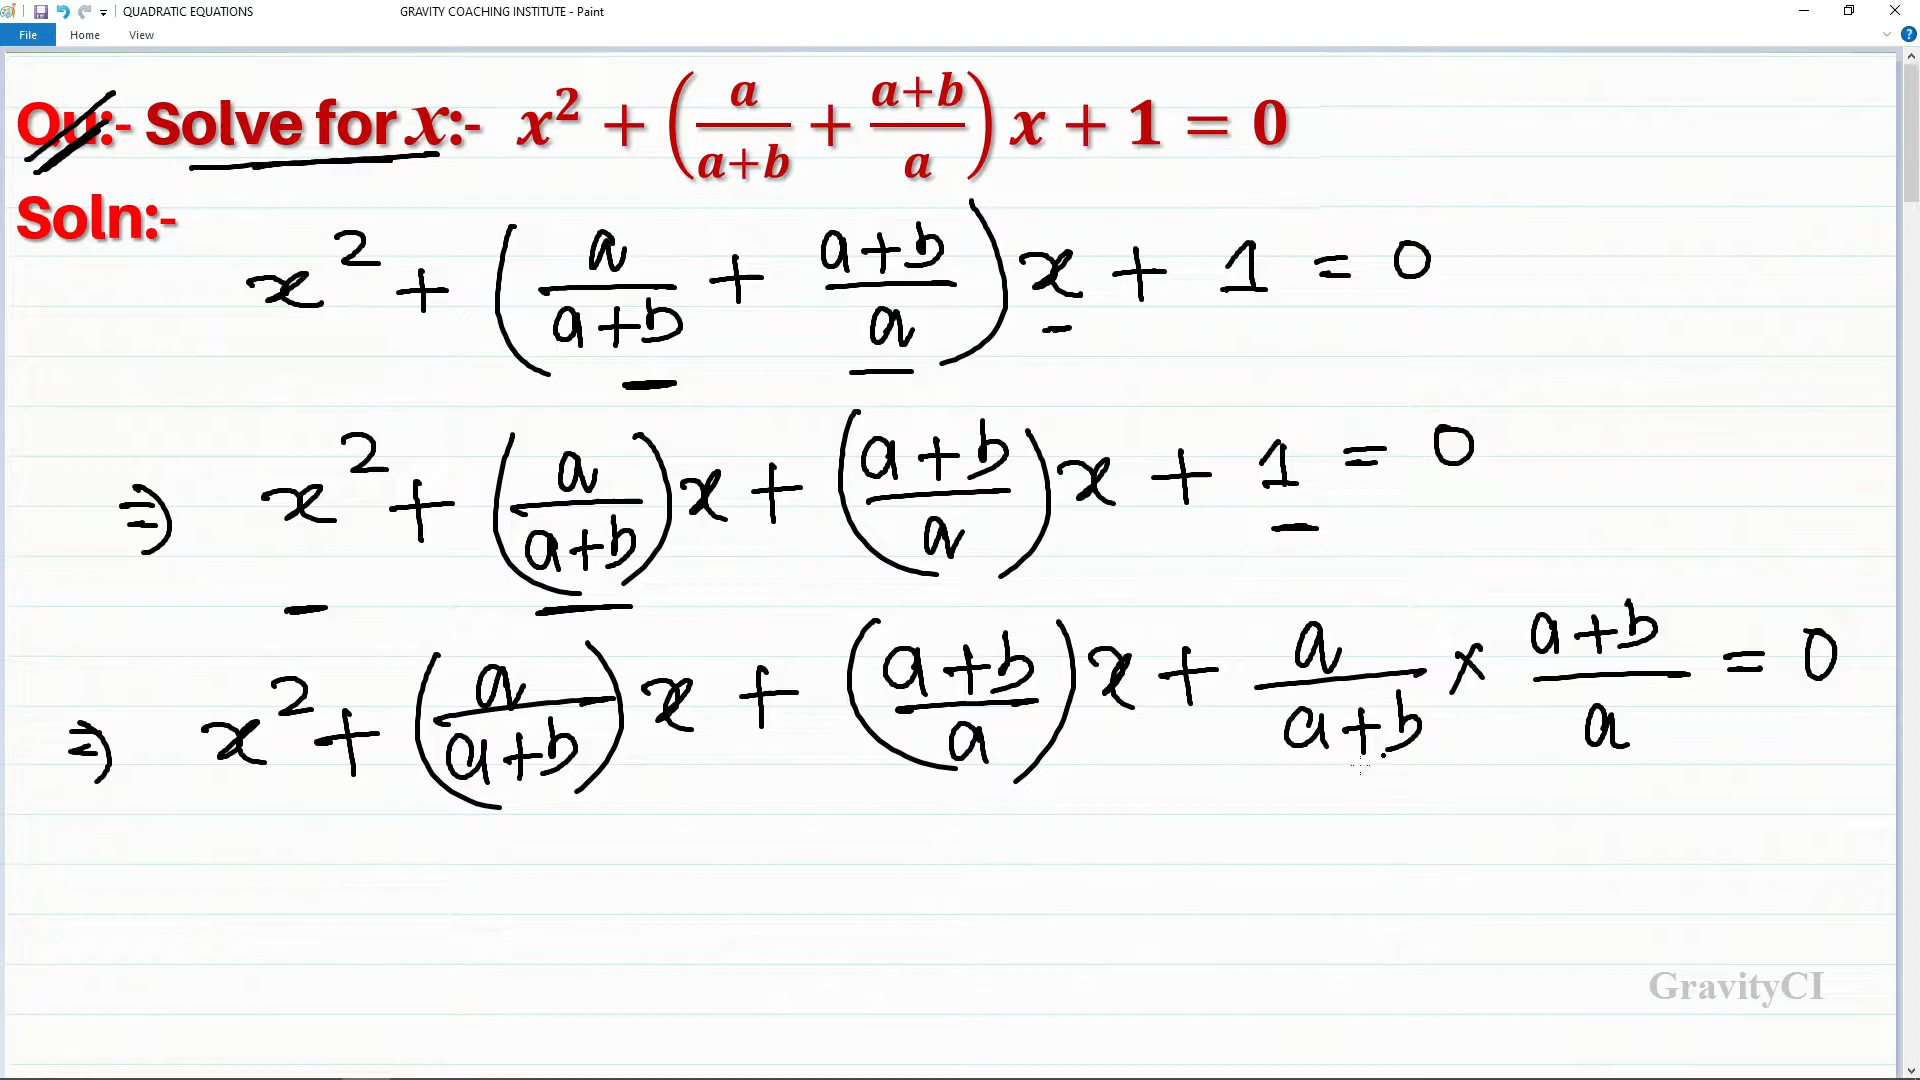 QUADRATIC EQUATIONS GRAVITY COACHING INSTITUTE - Paint
File Home View
Qu:- Solve for x:- x² + (a/(a+b) + (a+b)/a) x + 1 = 0
Soln:-
x² + (a/(a+b) + (a+b)/a) x + 1 = 0
⇒ x² + (a/(a+b)) x + ((a+b)/a) x + 1 = 0
⇒ x² + (a/(a+b)) x + ((a+b)/a) x + a/(a+b) × (a+b)/a = 0
GravityCI